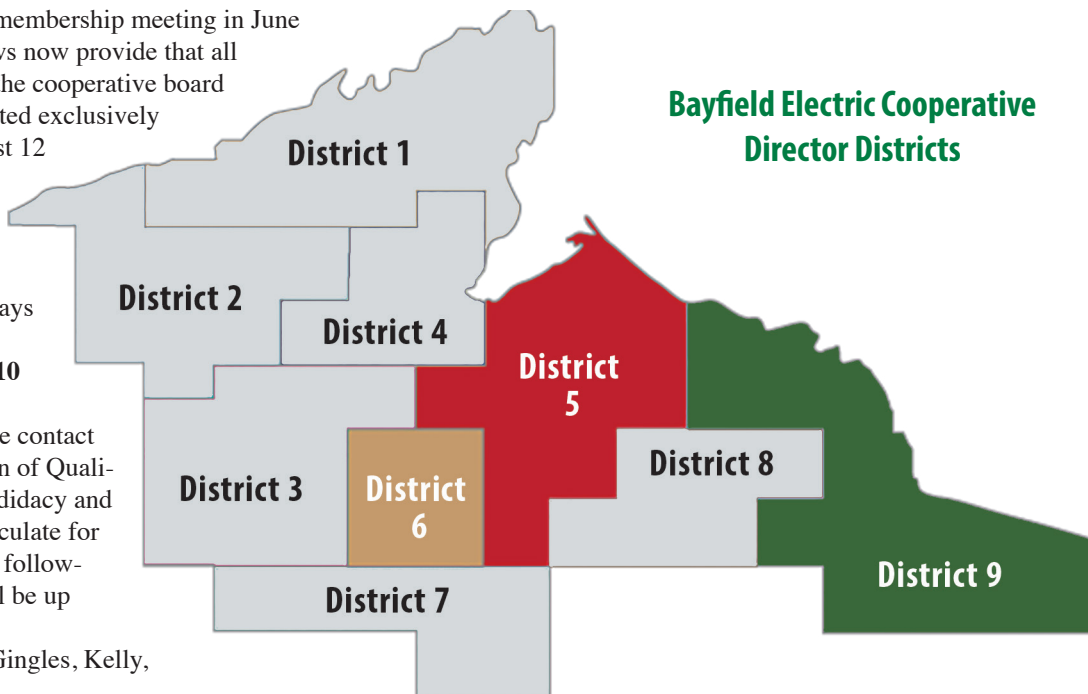 membership meeting in June
ws now provide that all
the cooperative board
ted exclusively
st 12
ays
10
e contact
n of Quali-
didacy and
culate for
follow-
l be up
Gingles, Kelly,
Bayfield Electric Cooperative
Director Districts
District 1
District 2
District 4
District
5
District 3
District
6
District 8
District 7
District 9